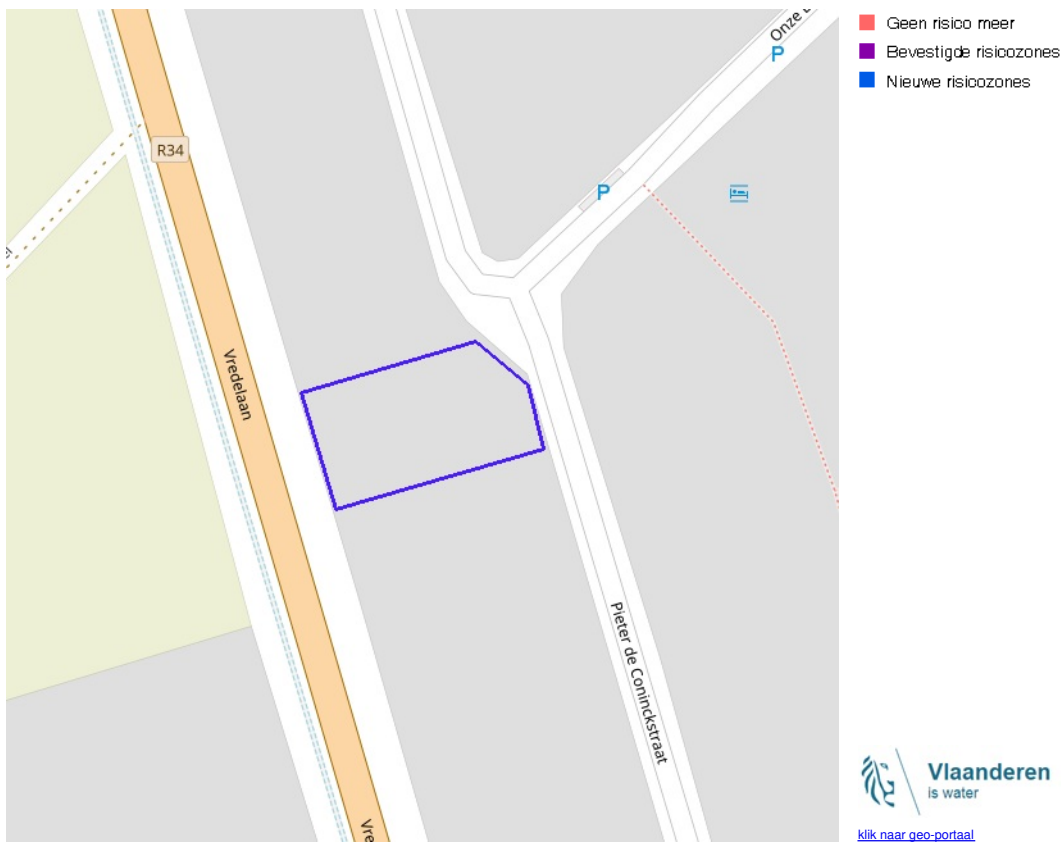 Geen risico meer
Bevestigde risicozones
Nieuwe risicozones
Onze
P
R34
P
Vredelaan
Pieter de Coninckstraat
Vre
Vlaanderen
is water
klik naar geo-portaal